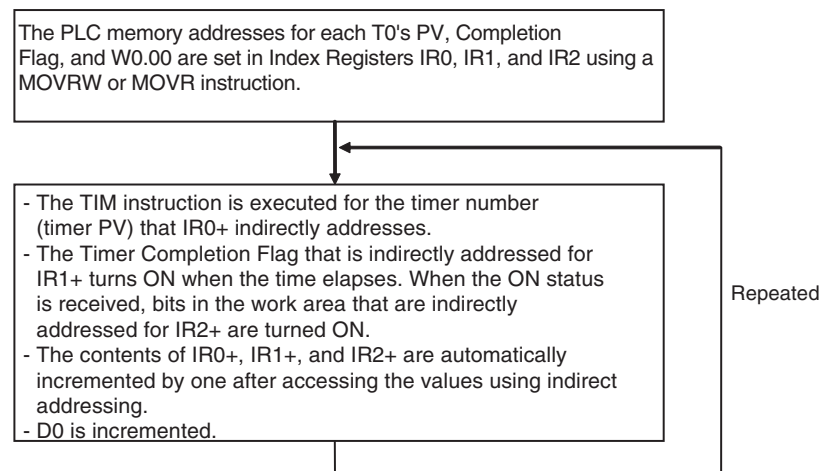 The PLC memory addresses for each T0's PV, Completion
Flag, and W0.00 are set in Index Registers IR0, IR1, and IR2 using a
MOVRW or MOVR instruction.
- The TIM instruction is executed for the timer number
(timer PV) that IR0+ indirectly addresses.
- The Timer Completion Flag that is indirectly addressed for
IR1+ turns ON when the time elapses. When the ON status
is received, bits in the work area that are indirectly
addressed for IR2+ are turned ON.
- The contents of IR0+, IR1+, and IR2+ are automatically
incremented by one after accessing the values using indirect
addressing.
- D0 is incremented.
Repeated